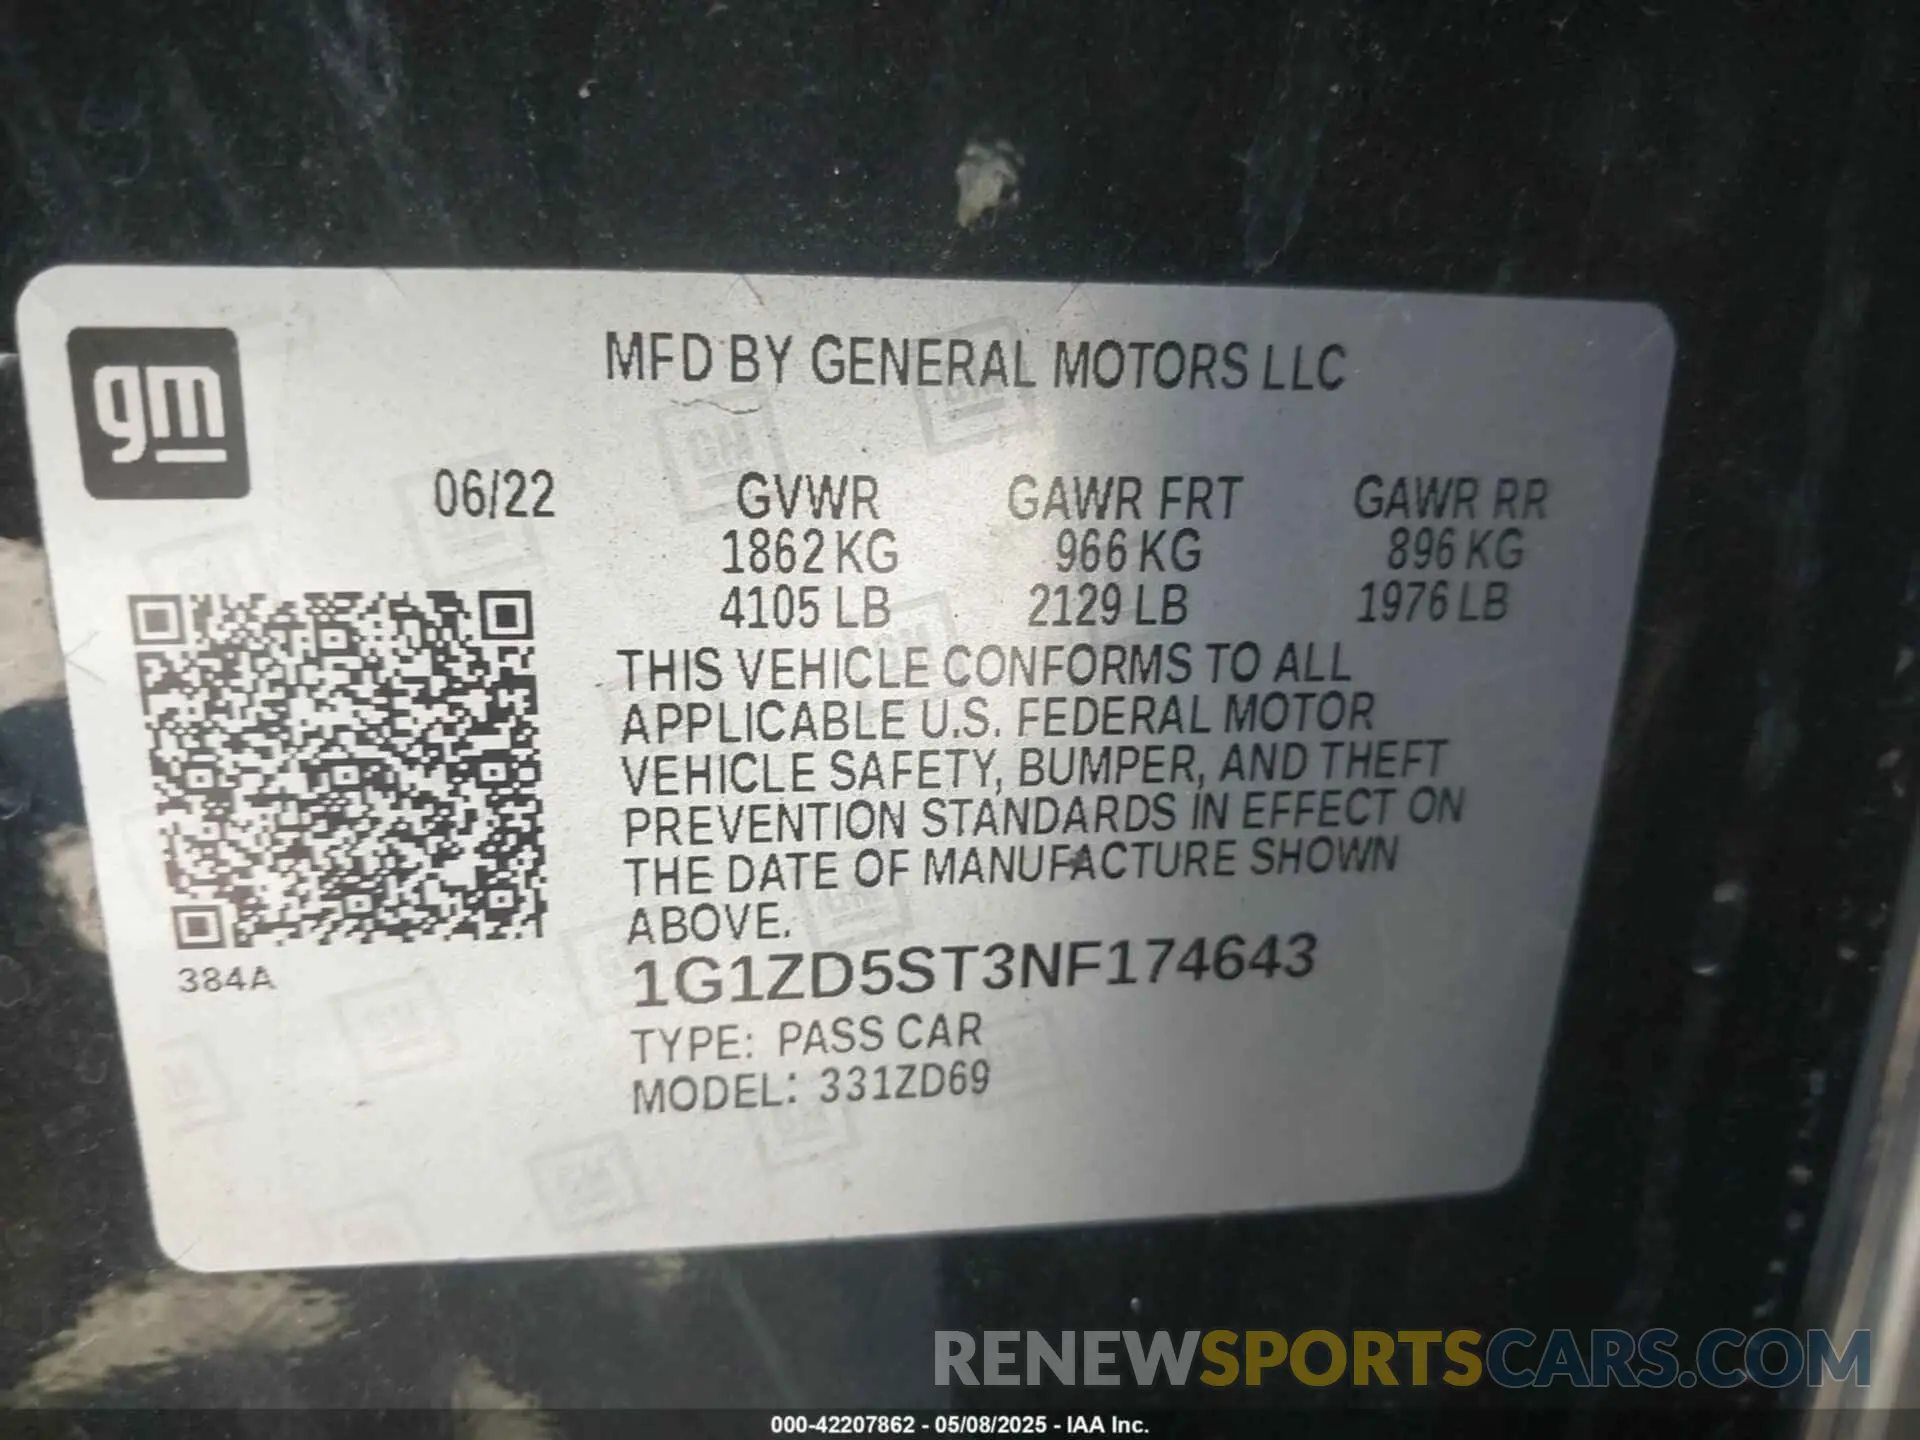 gm
MFD BY GENERAL MOTORS LLC
06/22 GVWR GAWR FRT GAWR RR
1862 KG 966 KG 896 KG
4105 LB 2129 LB 1976 LB
THIS VEHICLE CONFORMS TO ALL
APPLICABLE U.S. FEDERAL MOTOR
VEHICLE SAFETY, BUMPER, AND THEFT
PREVENTION STANDARDS IN EFFECT ON
THE DATE OF MANUFACTURE SHOWN
ABOVE.
384A
1G1ZD5ST3NF174643
TYPE: PASS CAR
MODEL: 331ZD69
RENEWSPORTSCARS.COM
000-42207862 - 05/08/2025 - IAA Inc.